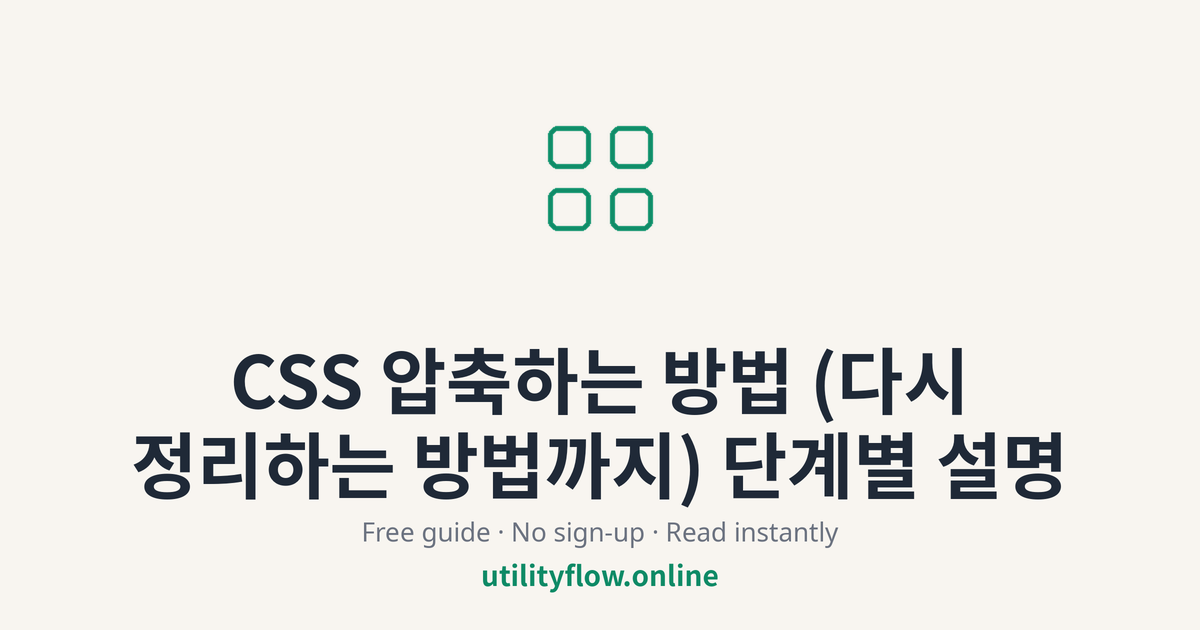 CSS 압축하는 방법 (다시
정리하는 방법까지) 단계별 설명
Free guide · No sign-up · Read instantly
utilityflow.online